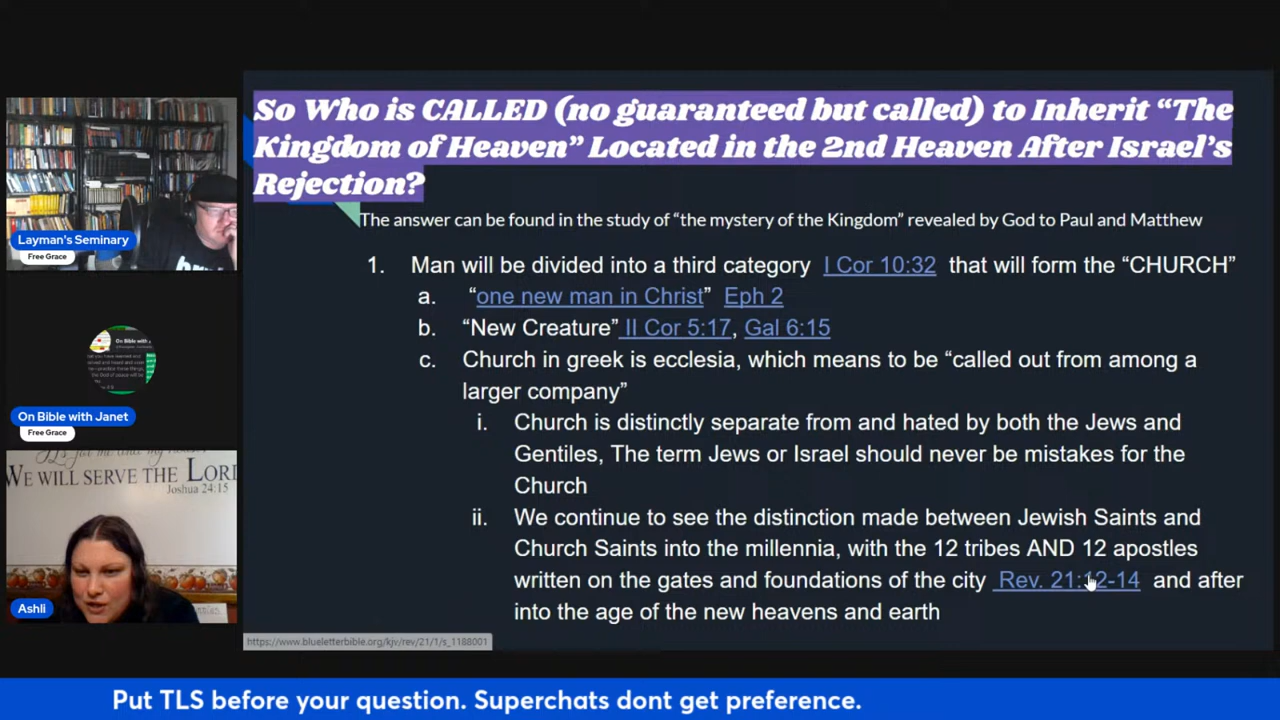 So Who is CALLED (no guaranteed but called) to Inherit “The
Kingdom of Heaven” Located in the 2nd Heaven After Israel’s
Rejection?
The answer can be found in the study of “the mystery of the Kingdom” revealed by God to Paul and Matthew
1. Man will be divided into a third category I Cor 10:32 that will form the “CHURCH”
a. “one new man in Christ” Eph 2
b. “New Creature” II Cor 5:17, Gal 6:15
c. Church in greek is ecclesia, which means to be “called out from among a
larger company”
i. Church is distinctly separate from and hated by both the Jews and
Gentiles, The term Jews or Israel should never be mistakes for the
Church
ii. We continue to see the distinction made between Jewish Saints and
Church Saints into the millennia, with the 12 tribes AND 12 apostles
written on the gates and foundations of the city Rev. 21:12-14 and after
into the age of the new heavens and earth
https://www.blueletterbible.org/kjv/rev/21/1/s_1188001
Layman's Seminary
Free Grace
On Bible with
On Bible with Janet
Free Grace
WE WILL SERVE THE LORD
Joshua 24:15
Ashli
Put TLS before your question. Superchats dont get preference.